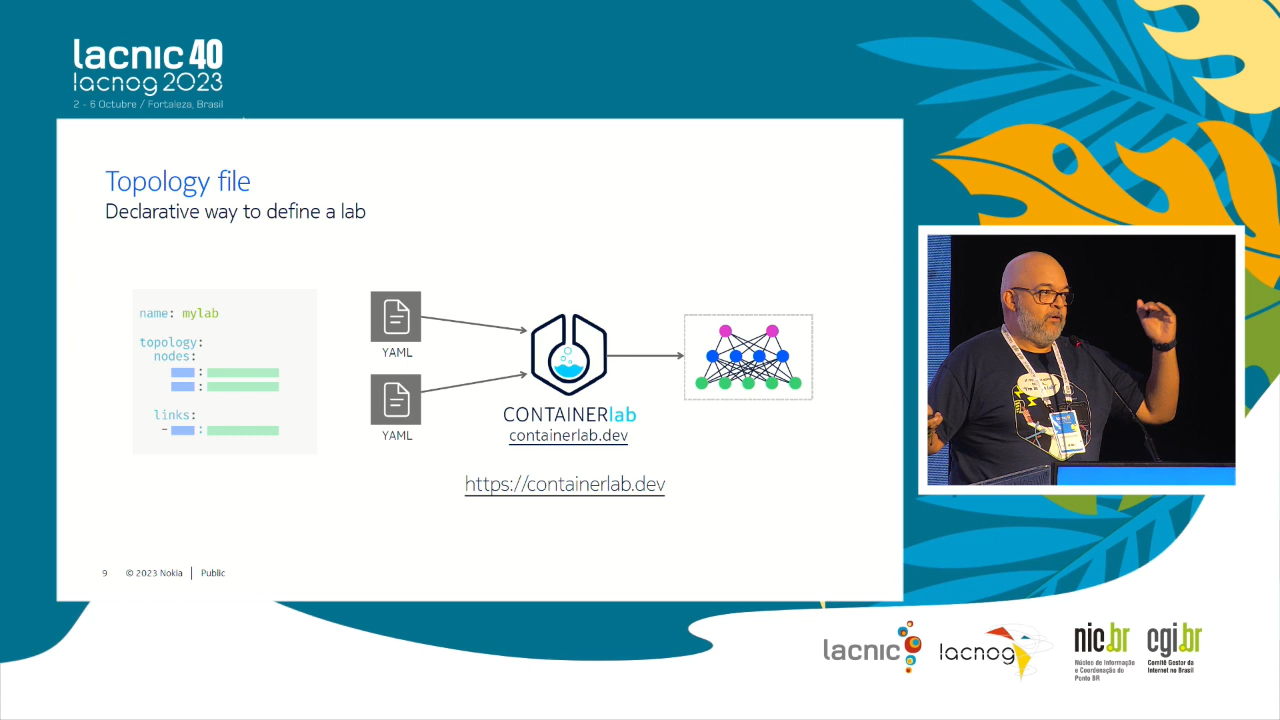 lacnic 40
lacnog 2023
2 - 6 Octubre / Fortaleza, Brasil
Topology file
Declarative way to define a lab
name: mylab
topology:
nodes:
:
:
links:
- :
YAML
YAML
CONTAINERlab
containerlab.dev
https://containerlab.dev
9 © 2023 Nokia | Public
lacnic
lacnog
nic.br
Núcleo de Informação
e Coordenação do
Ponto BR
cgi.br
Comitê Gestor da
Internet no Brasil